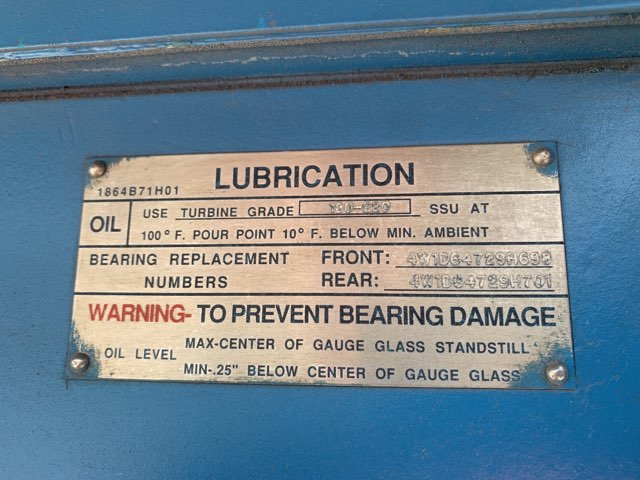 LUBRICATION
1864B71H01
OIL
USE TURBINE GRADE SSU AT
100° F. POUR POINT 10° F. BELOW MIN. AMBIENT
BEARING REPLACEMENT FRONT:
NUMBERS REAR: 4W1D64729H701
WARNING- TO PREVENT BEARING DAMAGE
OIL LEVEL
MAX-CENTER OF GAUGE GLASS STANDSTILL
MIN-.25" BELOW CENTER OF GAUGE GLASS